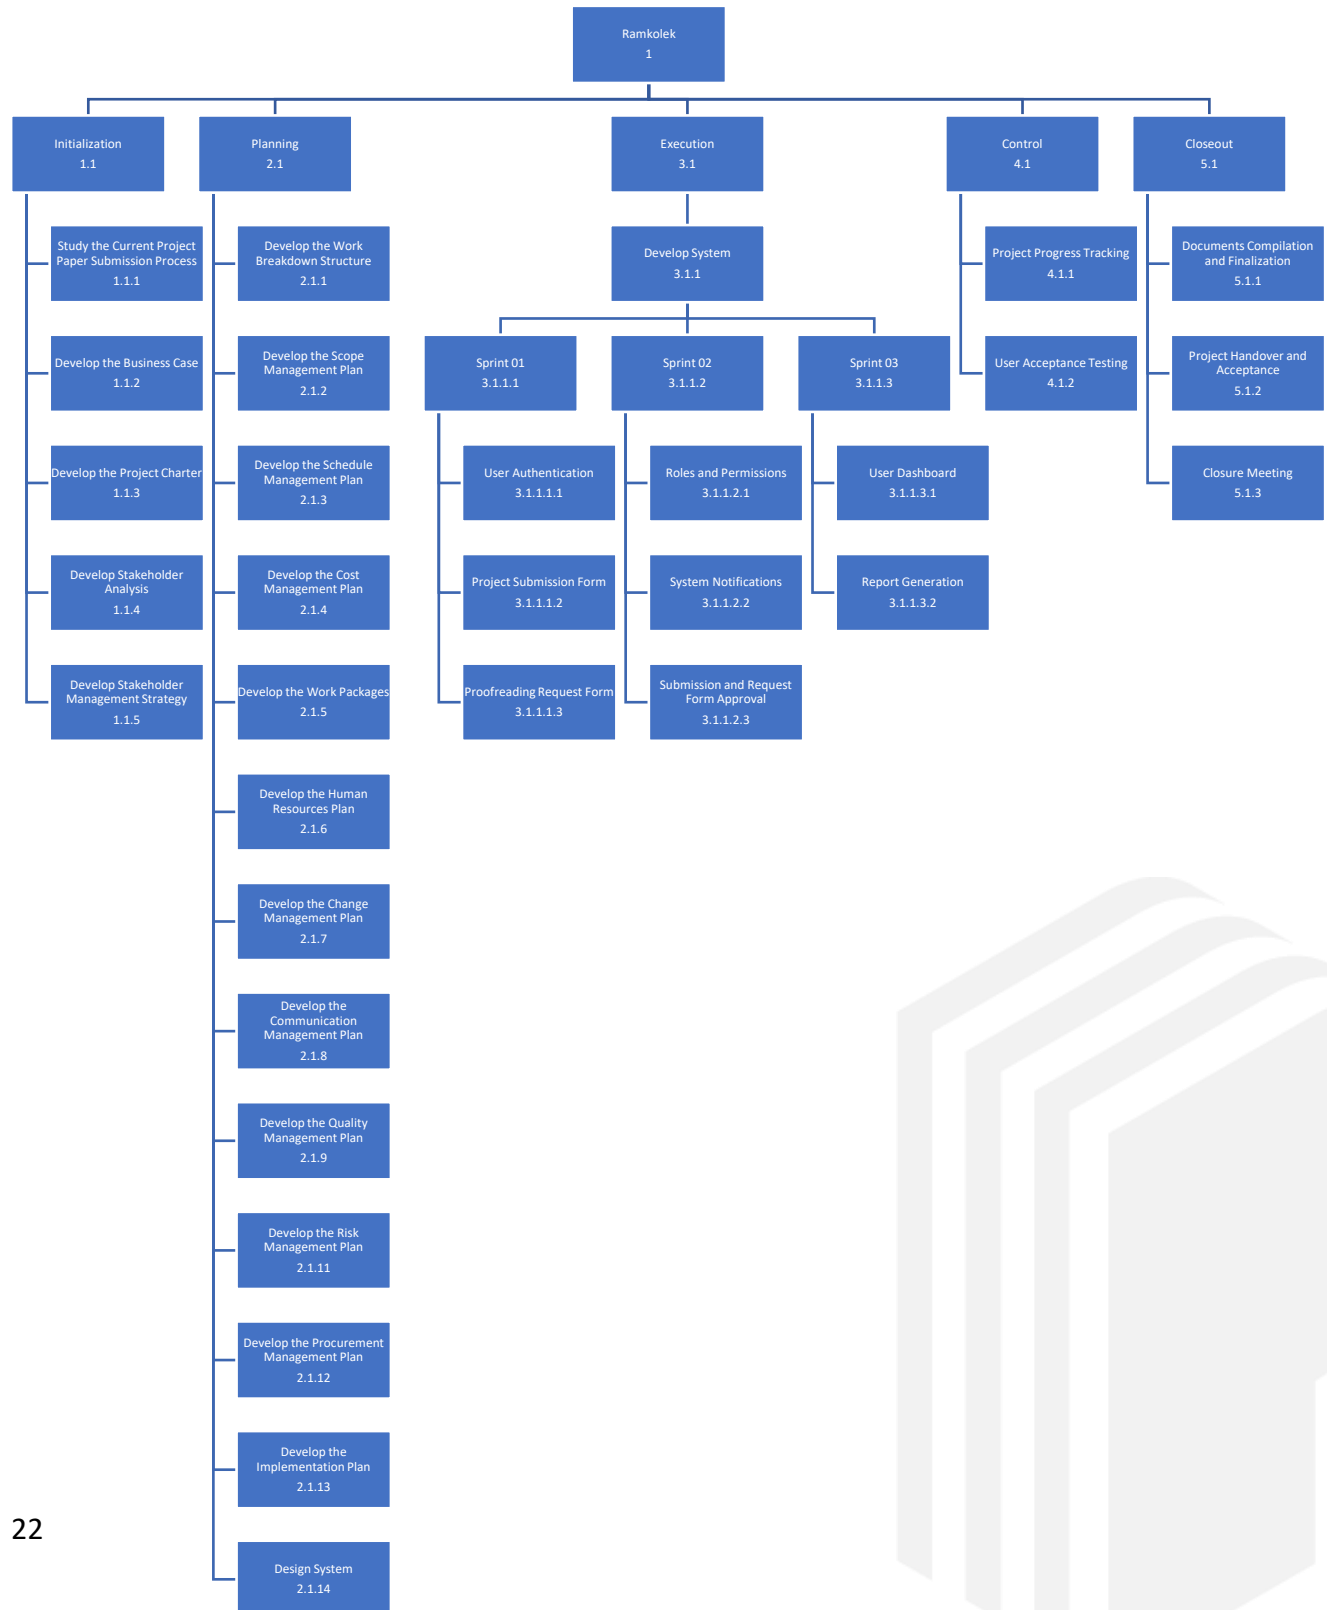 Ramkolek
1
Initialization
1.1
Study the Current Project
Paper Submission Process
1.1.1
Develop the Business Case
1.1.2
Develop the Project Charter
1.1.3
Develop Stakeholder
Analysis
1.1.4
Develop Stakeholder
Management Strategy
1.1.5
Planning
2.1
Develop the Work
Breakdown Structure
2.1.1
Develop the Scope
Management Plan
2.1.2
Develop the Schedule
Management Plan
2.1.3
Develop the Cost
Management Plan
2.1.4
Develop the Work Packages
2.1.5
Develop the Human
Resources Plan
2.1.6
Develop the Change
Management Plan
2.1.7
Develop the
Communication
Management Plan
2.1.8
Develop the Quality
Management Plan
2.1.9
Develop the Risk
Management Plan
2.1.11
Develop the Procurement
Management Plan
2.1.12
Develop the
Implementation Plan
2.1.13
Design System
2.1.14
Execution
3.1
Develop System
3.1.1
Sprint 01
3.1.1.1
User Authentication
3.1.1.1.1
Project Submission Form
3.1.1.1.2
Proofreading Request Form
3.1.1.1.3
Sprint 02
3.1.1.2
Roles and Permissions
3.1.1.2.1
System Notifications
3.1.1.2.2
Submission and Request
Form Approval
3.1.1.2.3
Sprint 03
3.1.1.3
User Dashboard
3.1.1.3.1
Report Generation
3.1.1.3.2
Control
4.1
Project Progress Tracking
4.1.1
User Acceptance Testing
4.1.2
Closeout
5.1
Documents Compilation
and Finalization
5.1.1
Project Handover and
Acceptance
5.1.2
Closure Meeting
5.1.3
22